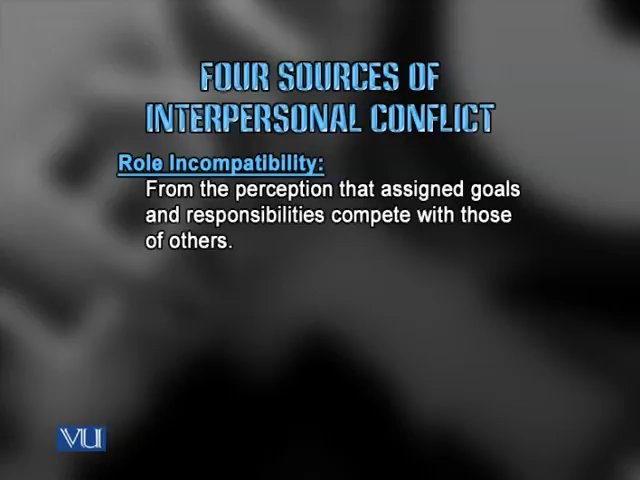 FOUR SOURCES OF
INTERPERSONAL CONFLICT
Role Incompatibility:
From the perception that assigned goals
and responsibilities compete with those
of others.
VU